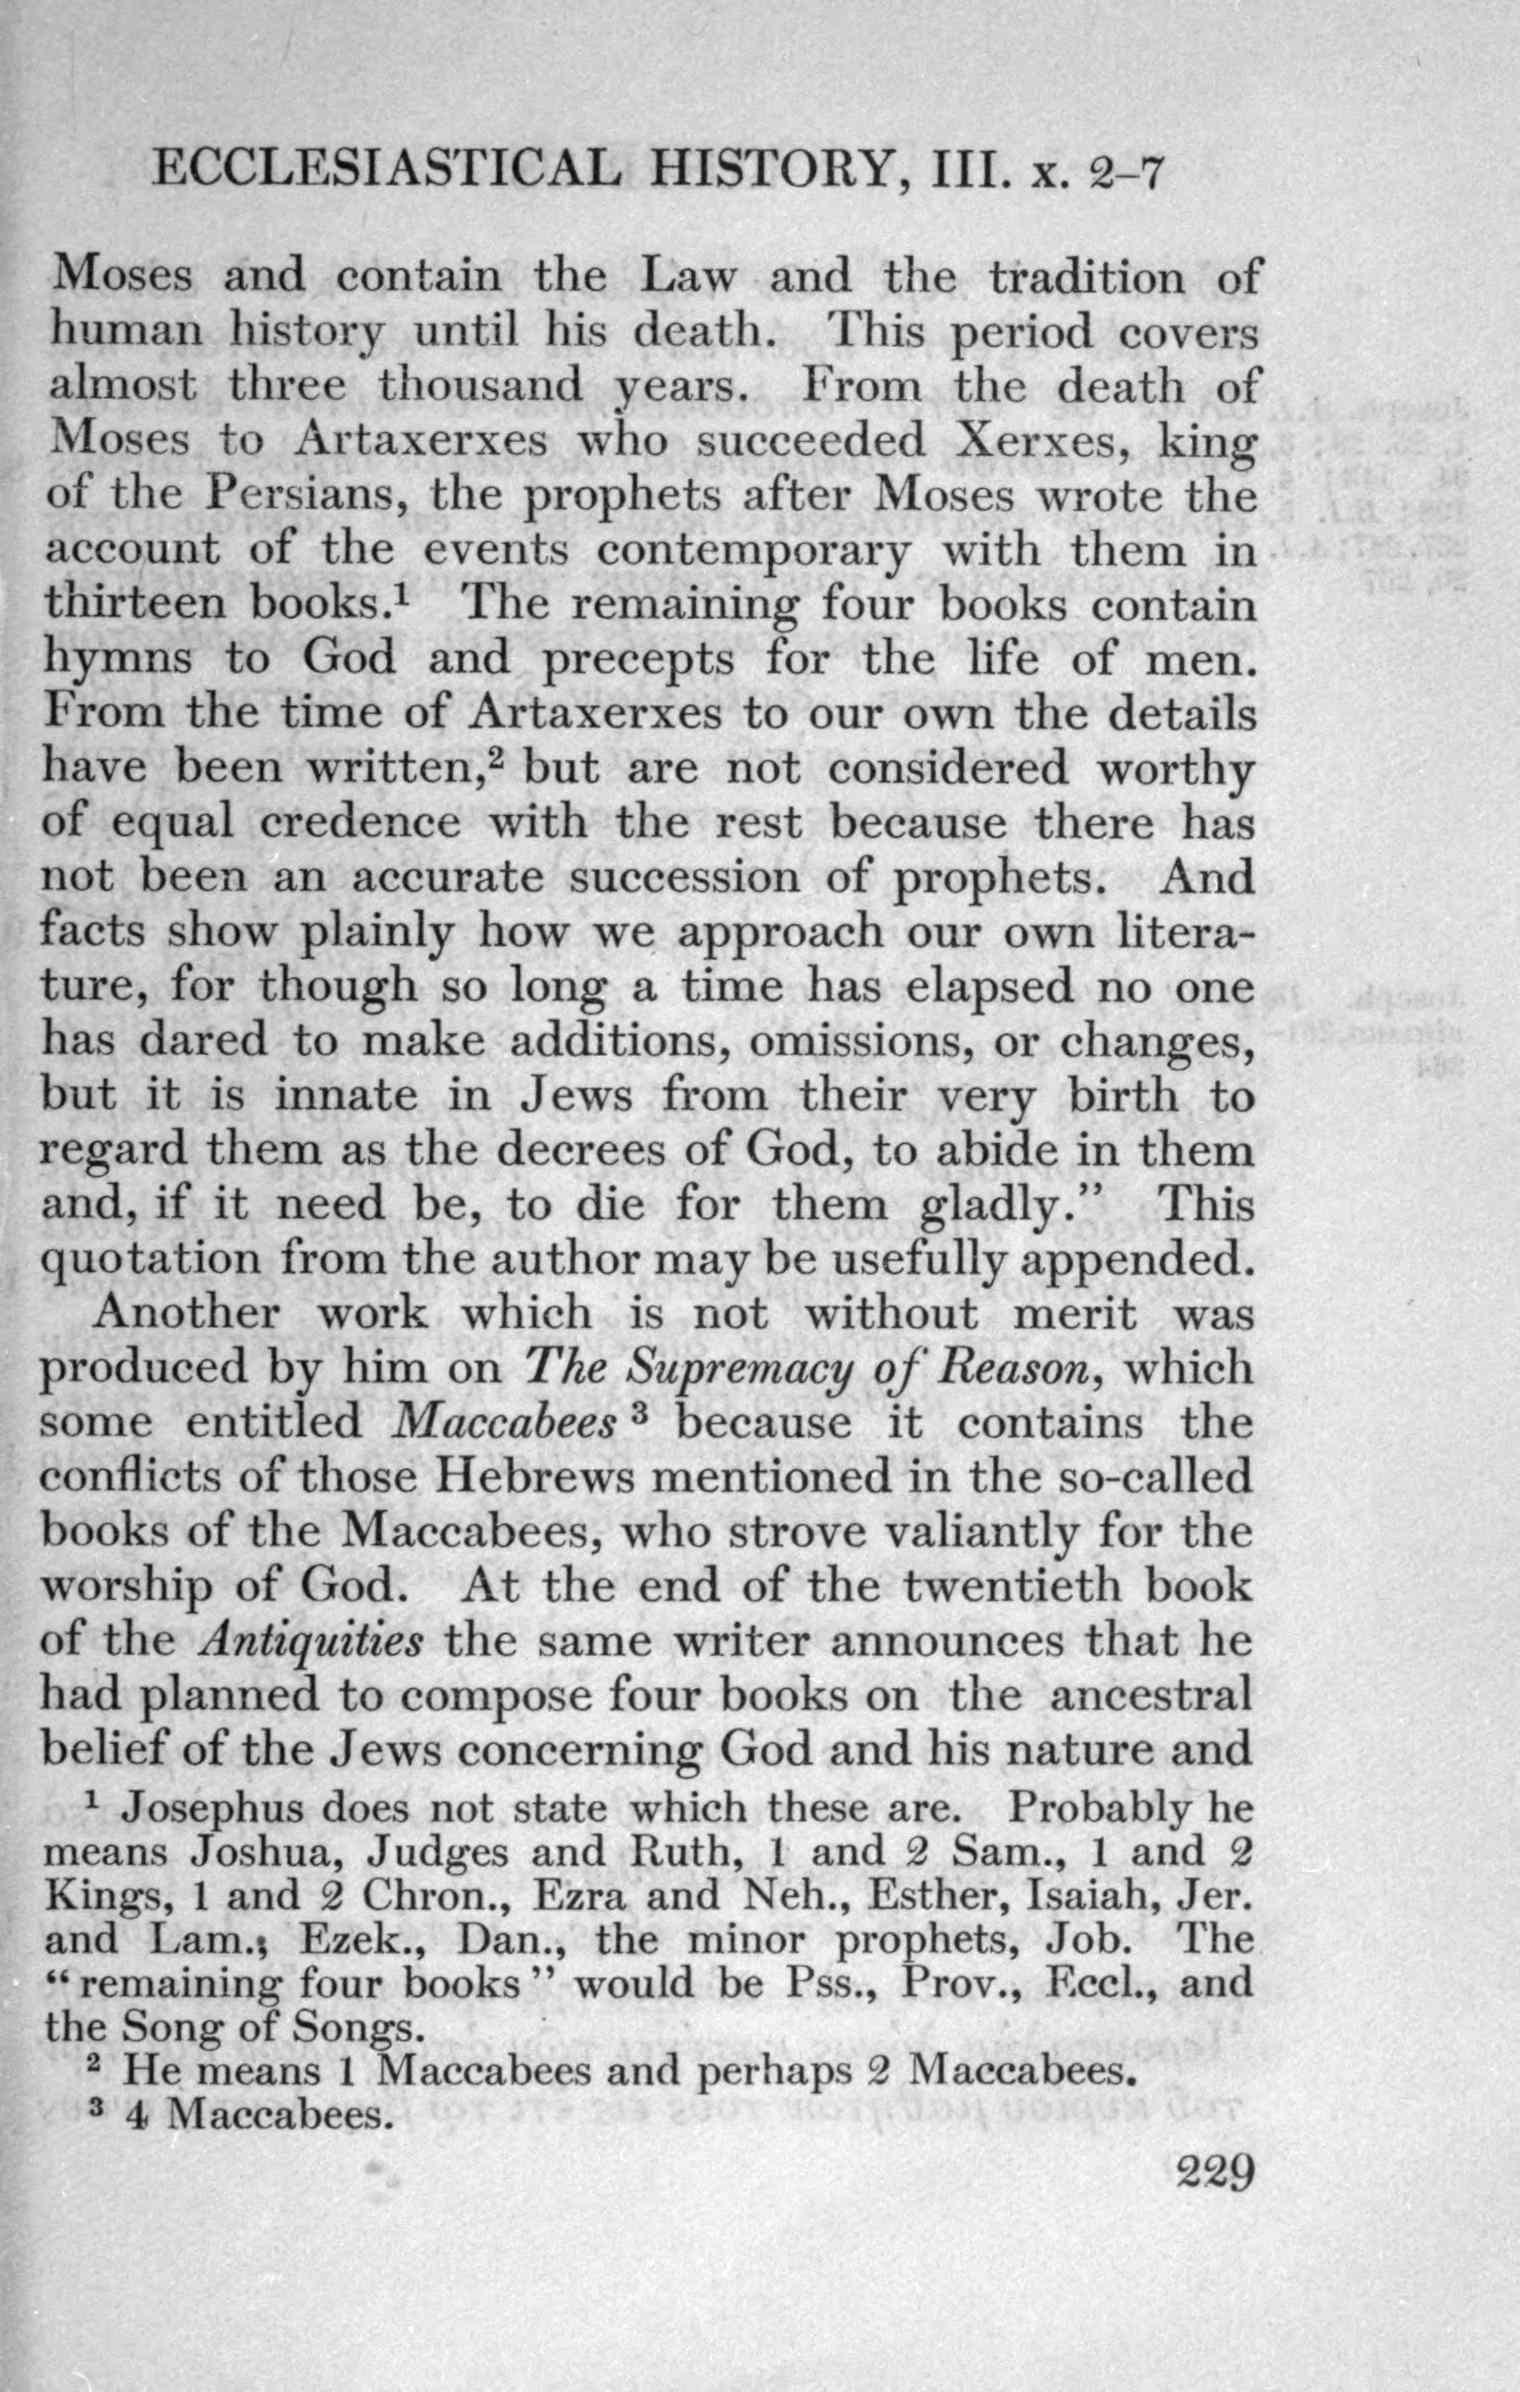 ECCLESIASTICAL HISTORY, III. x. 2–7
Moses and contain the Law and the tradition of
human history until his death. This period covers
almost three thousand years. From the death of
Moses to Artaxerxes who succeeded Xerxes, king
of the Persians, the prophets after Moses wrote the
account of the events contemporary with them in
thirteen books.¹ The remaining four books contain
hymns to God and precepts for the life of men.
From the time of Artaxerxes to our own the details
have been written,² but are not considered worthy
of equal credence with the rest because there has
not been an accurate succession of prophets. And
facts show plainly how we approach our own litera-
ture, for though so long a time has elapsed no one
has dared to make additions, omissions, or changes,
but it is innate in Jews from their very birth to
regard them as the decrees of God, to abide in them
and, if it need be, to die for them gladly.” This
quotation from the author may be usefully appended.
Another work which is not without merit was
produced by him on The Supremacy of Reason, which
some entitled Maccabees ³ because it contains the
conflicts of those Hebrews mentioned in the so-called
books of the Maccabees, who strove valiantly for the
worship of God. At the end of the twentieth book
of the Antiquities the same writer announces that he
had planned to compose four books on the ancestral
belief of the Jews concerning God and his nature and
¹ Josephus does not state which these are. Probably he
means Joshua, Judges and Ruth, 1 and 2 Sam., 1 and 2
Kings, 1 and 2 Chron., Ezra and Neh., Esther, Isaiah, Jer.
and Lam.; Ezek., Dan., the minor prophets, Job. The
“remaining four books” would be Pss., Prov., Eccl., and
the Song of Songs.
² He means 1 Maccabees and perhaps 2 Maccabees.
³ 4 Maccabees.
229